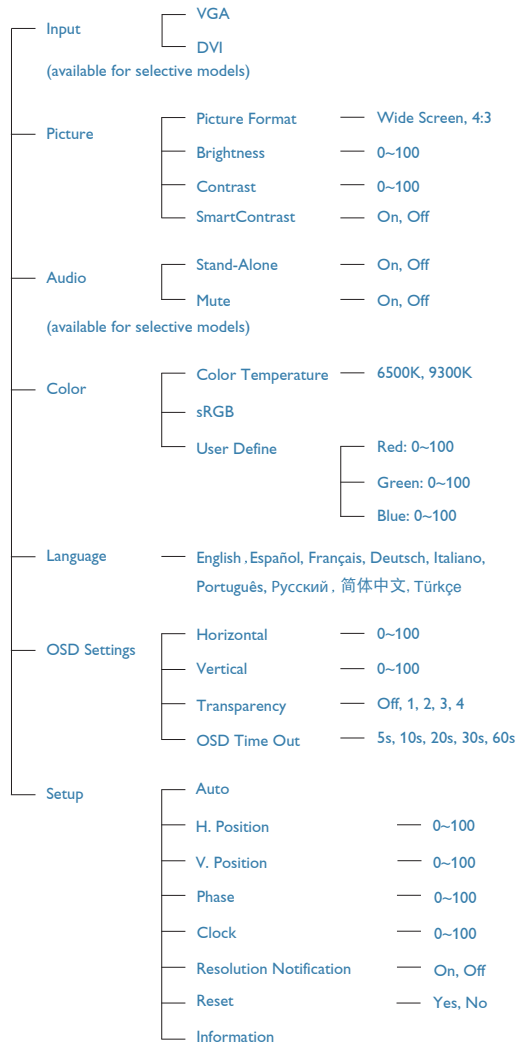 Input
VGA
DVI
(available for selective models)
Picture
Picture Format Wide Screen, 4:3
Brightness 0~100
Contrast 0~100
SmartContrast On, Off
Audio
Stand-Alone On, Off
Mute On, Off
(available for selective models)
Color
Color Temperature 6500K, 9300K
sRGB
User Define Red: 0~100
Green: 0~100
Blue: 0~100
Language English , Español, Français, Deutsch, Italiano,
Português, Русский , 简体中文, Türkçe
OSD Settings
Horizontal 0~100
Vertical 0~100
Transparency Off, 1, 2, 3, 4
OSD Time Out 5s, 10s, 20s, 30s, 60s
Setup
Auto
H. Position 0~100
V. Position 0~100
Phase 0~100
Clock 0~100
Resolution Notification On, Off
Reset Yes, No
Information